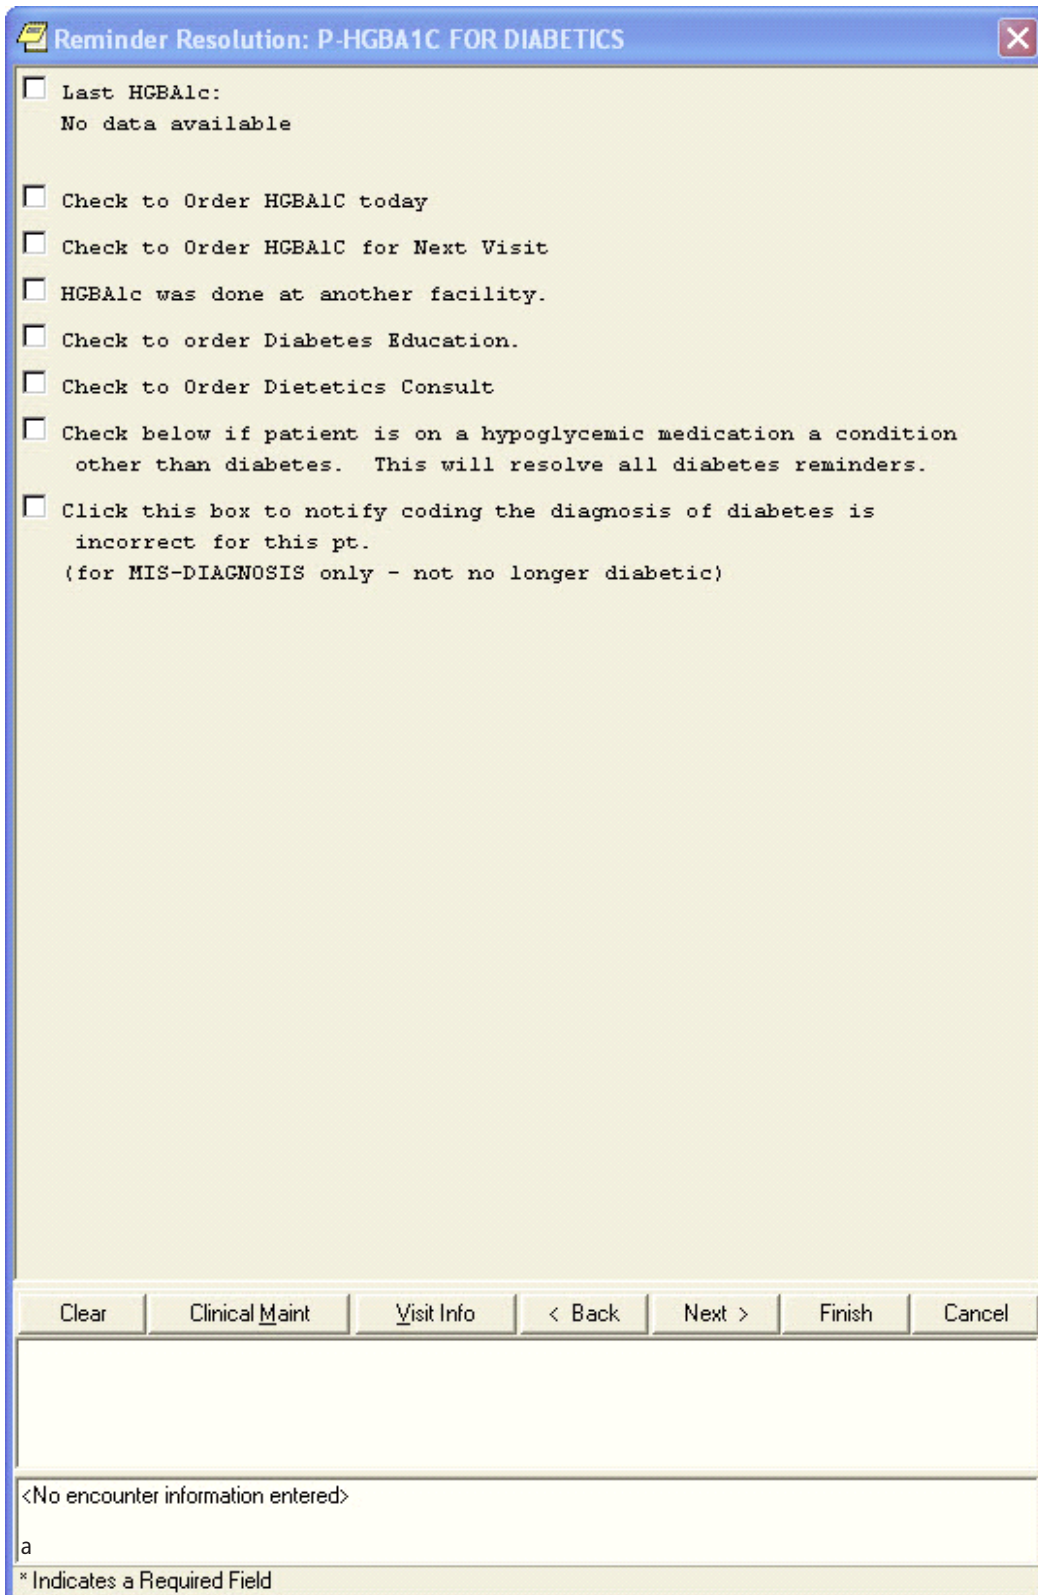 Reminder Resolution: P-HGBA1C FOR DIABETICS
Last HGBA1c:
No data available
Check to Order HGBA1C today
Check to Order HGBA1C for Next Visit
HGBA1c was done at another facility.
Check to order Diabetes Education.
Check to Order Dietetics Consult
Check below if patient is on a hypoglycemic medication a condition
other than diabetes.  This will resolve all diabetes reminders.
Click this box to notify coding the diagnosis of diabetes is
incorrect for this pt.
(for MIS-DIAGNOSIS only - not no longer diabetic)
Clear Clinical Maint Visit Info < Back Next > Finish Cancel
<No encounter information entered>
a
* Indicates a Required Field